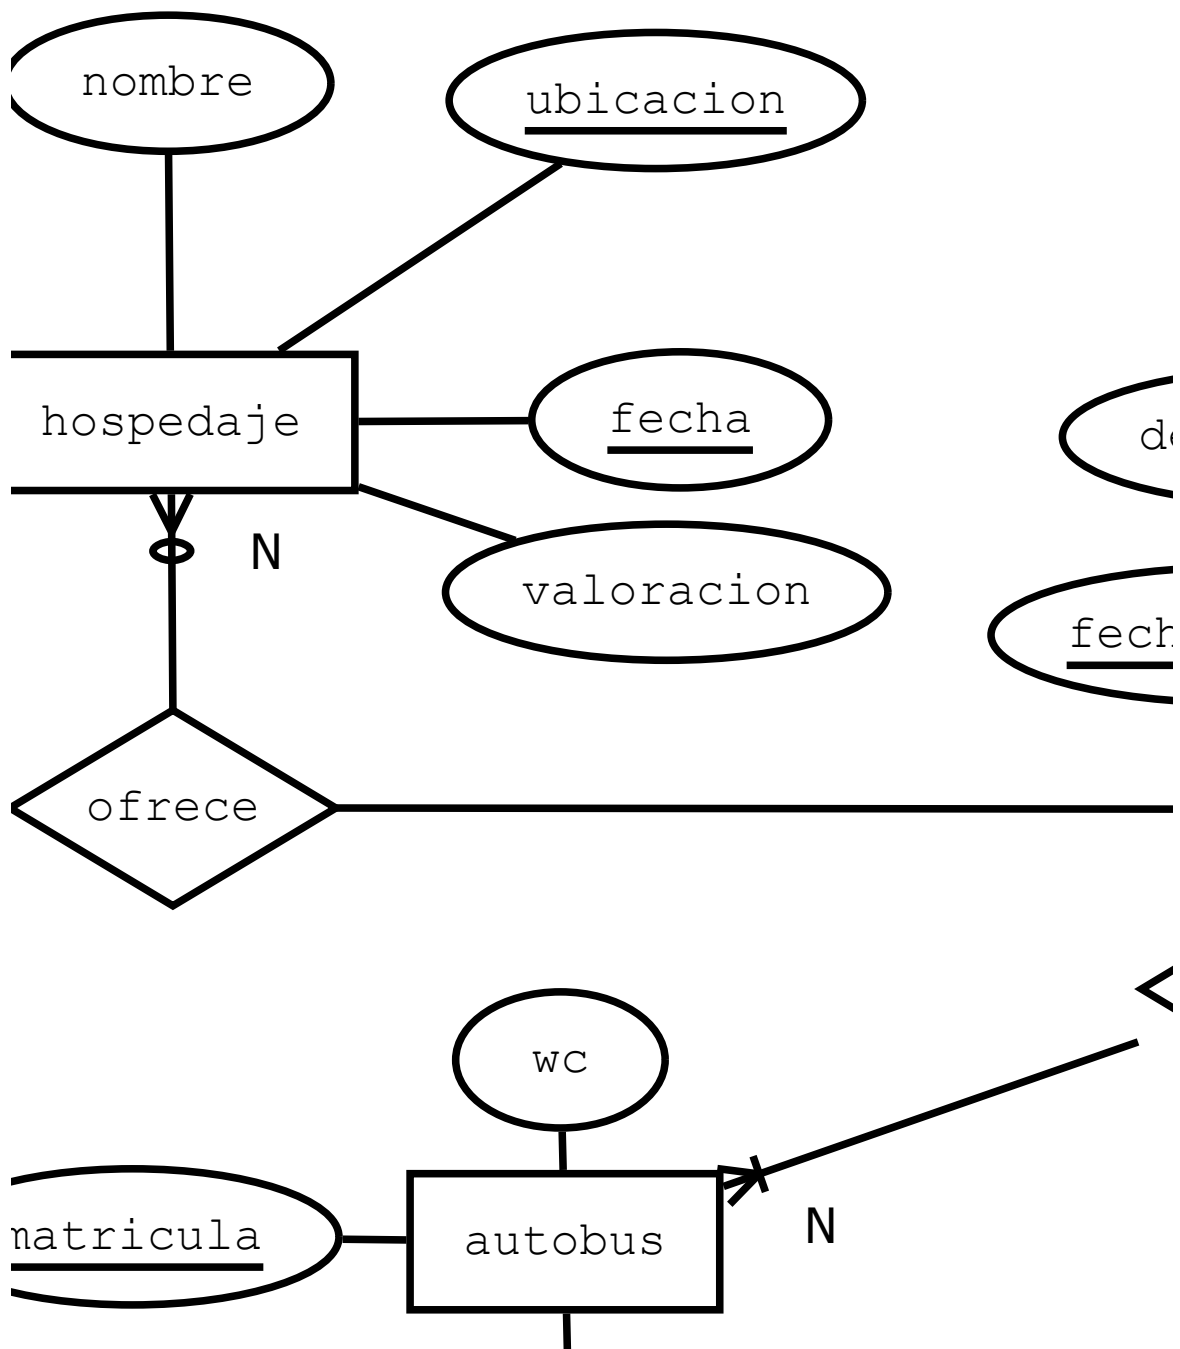 nombre
ubicacion
hospedaje
fecha
N
valoracion
ofrece
wc
matricula
autobus
N